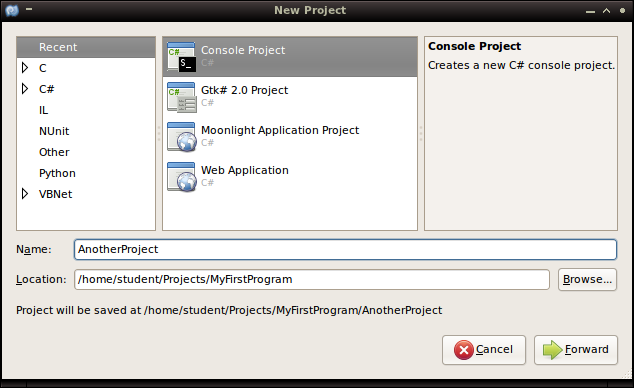 New Project
Recent
C
C#
IL
NUnit
Other
Python
VBNet
C#
S_
Console Project
C#
C#
Gtk# 2.0 Project
C#
Moonlight Application Project
C#
Web Application
C#
Console Project
Creates a new C# console project.
Name:
AnotherProject
Location:
/home/student/Projects/MyFirstProgram
Browse...
Project will be saved at /home/student/Projects/MyFirstProgram/AnotherProject
Cancel
Forward